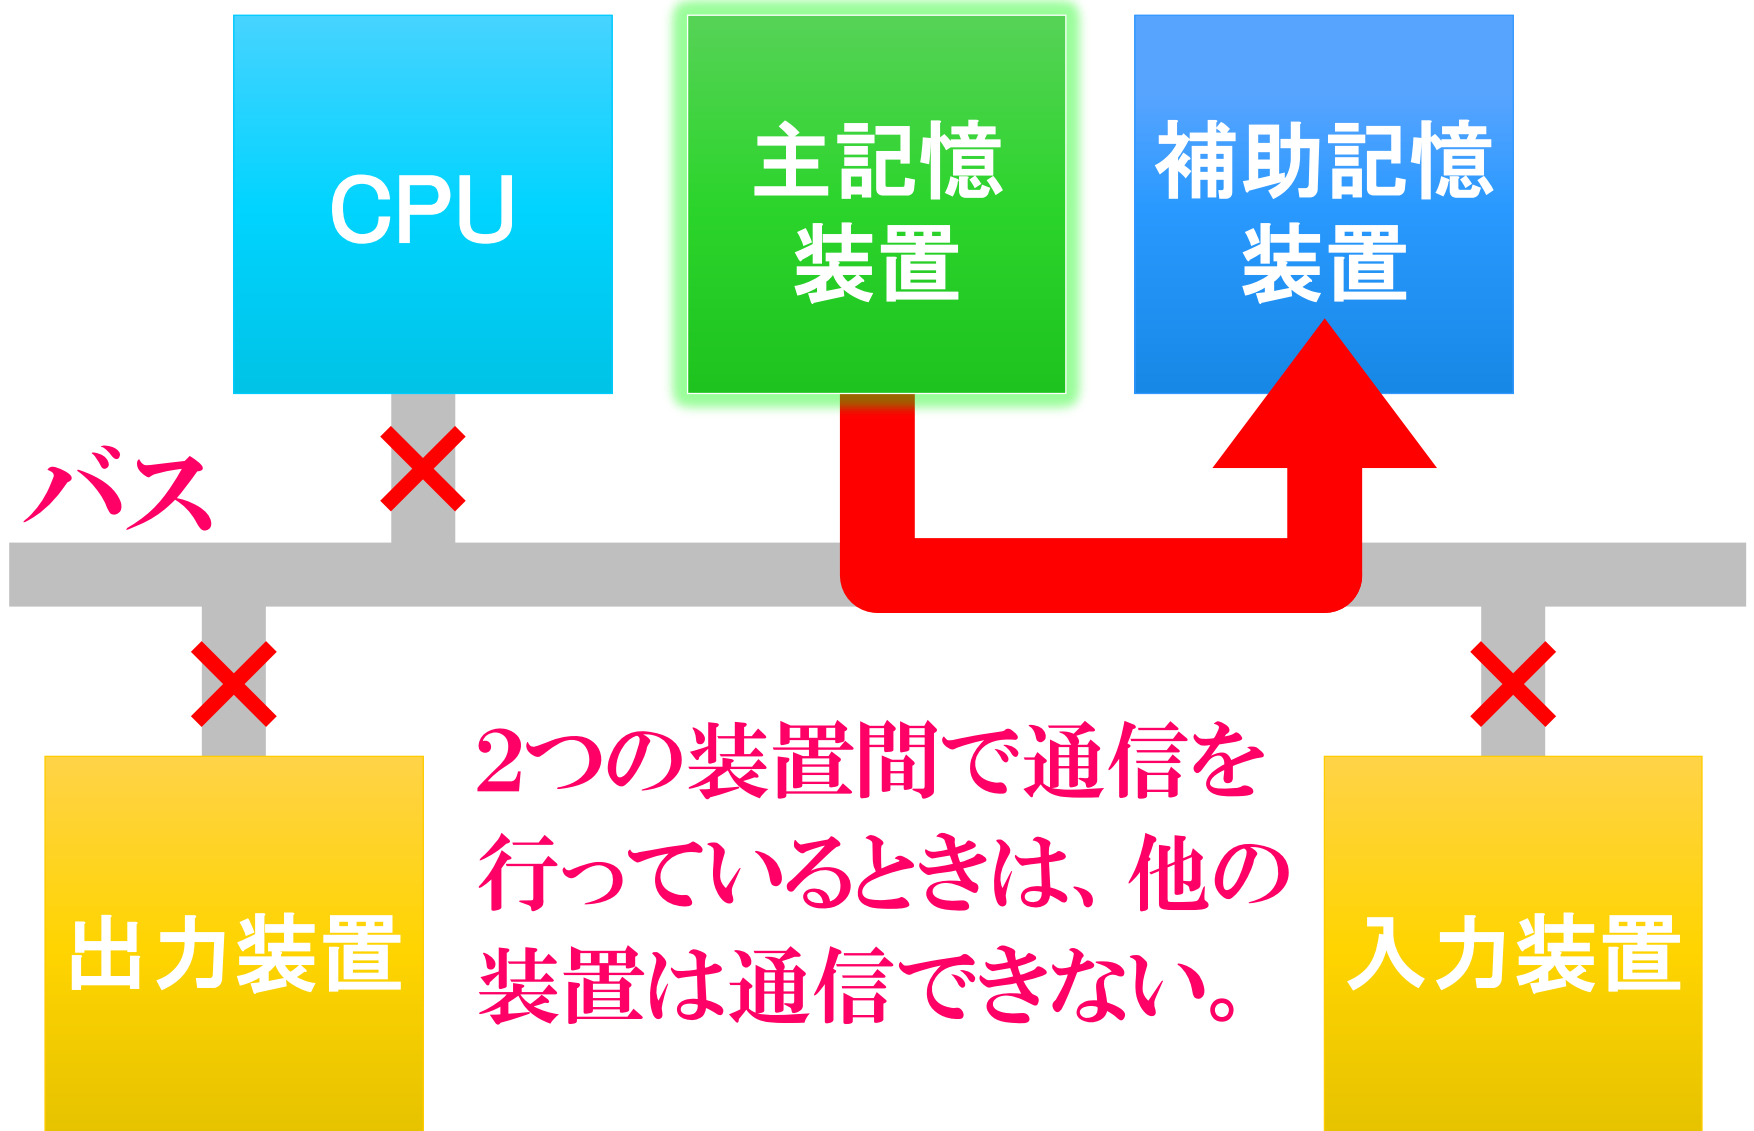 CPU
主記憶
装置
補助記憶
装置
バス
2つの装置間で通信を
行っているときは、他の
装置は通信できない。
出力装置
入力装置